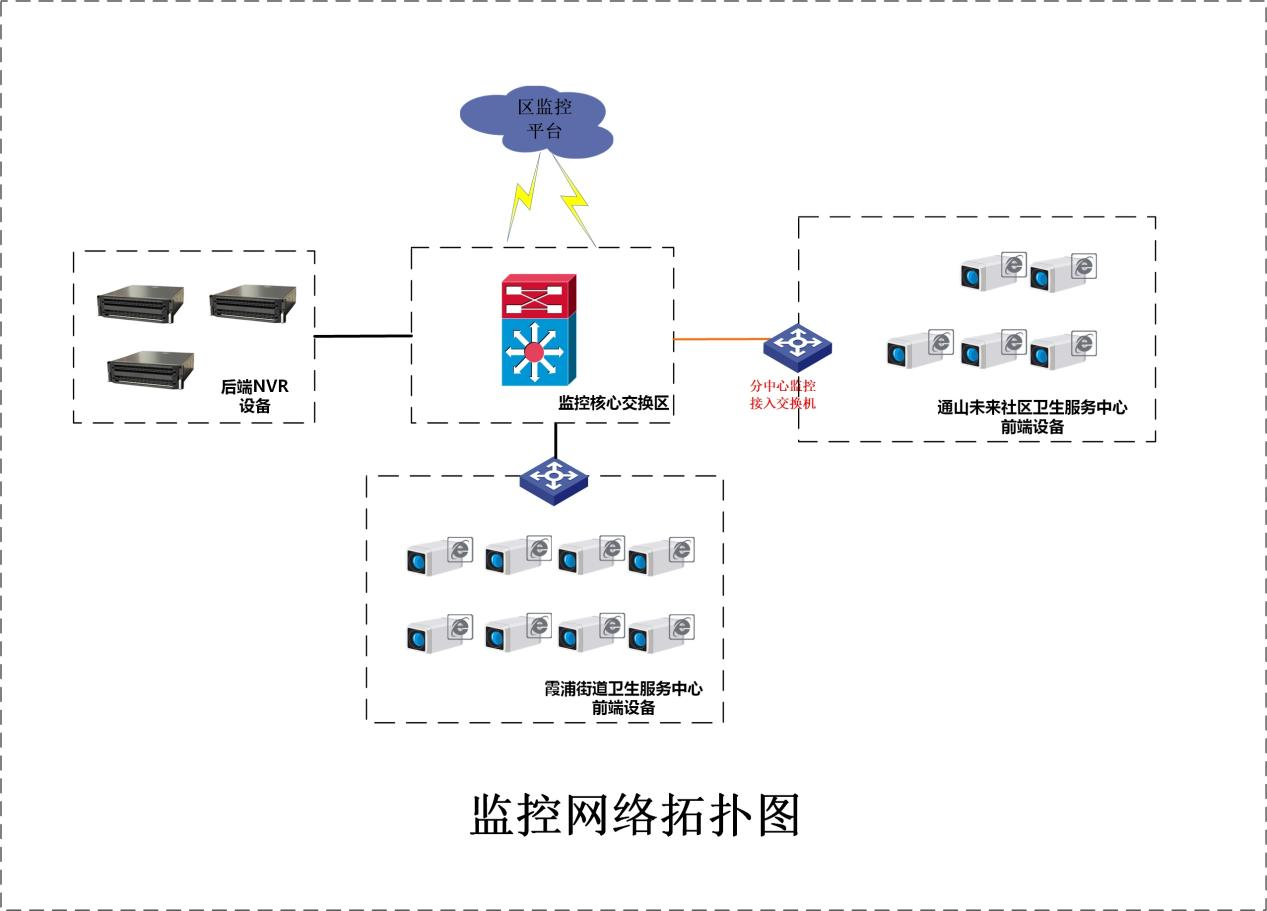 区监控
平台
后端NVR
设备
监控核心交换区
分中心监控
接入交换机
通山未来社区卫生服务中心
前端设备
霞浦街道卫生服务中心
前端设备
监控网络拓扑图